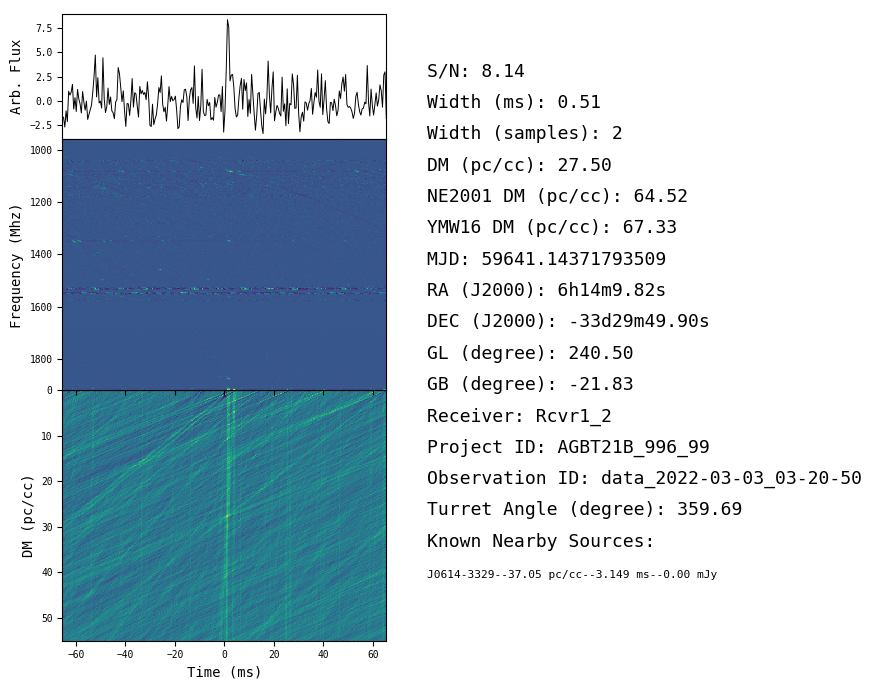 7.5
5.0
2.5
0.0
−2.5
Arb. Flux
1000
1200
1400
1600
1800
Frequency (Mhz)
0
10
20
30
40
50
DM (pc/cc)
−60
−40
−20
0
20
40
60
Time (ms)
S/N: 8.14
Width (ms): 0.51
Width (samples): 2
DM (pc/cc): 27.50
NE2001 DM (pc/cc): 64.52
YMW16 DM (pc/cc): 67.33
MJD: 59641.14371793509
RA (J2000): 6h14m9.82s
DEC (J2000): -33d29m49.90s
GL (degree): 240.50
GB (degree): -21.83
Receiver: Rcvr1_2
Project ID: AGBT21B_996_99
Observation ID: data_2022-03-03_03-20-50
Turret Angle (degree): 359.69
Known Nearby Sources:
J0614-3329--37.05 pc/cc--3.149 ms--0.00 mJy